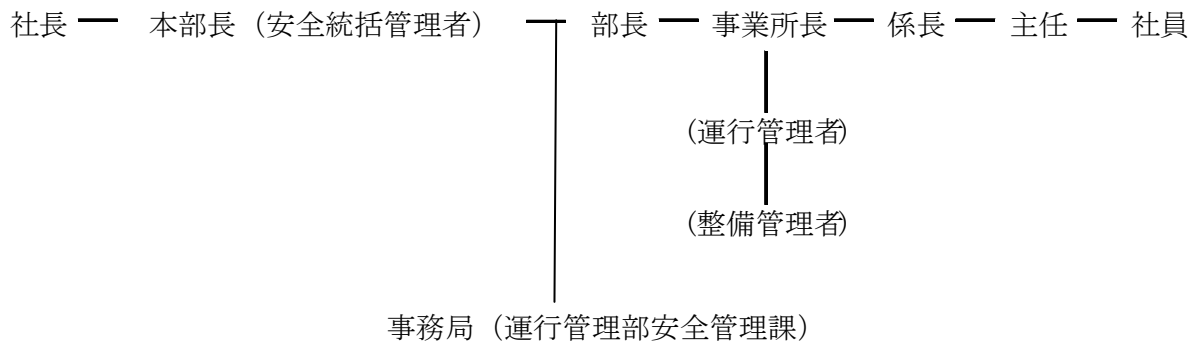 社長 本部長（安全統括管理者） 部長 事業所長 係長 主任 社員
(運行管理者)
(整備管理者)
事務局（運行管理部安全管理課）